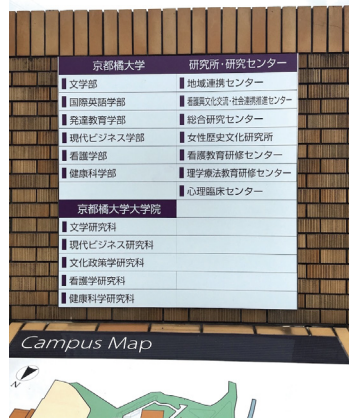 京都橘大学
文学部
国際英語学部
発達教育学部
現代ビジネス学部
看護学部
健康科学部
京都橘大学大学院
文学研究科
現代ビジネス研究科
文化政策学研究科
看護学研究科
健康科学研究科
研究所・研究センター
地域連携センター
看護異文化交流・社会連携推進センター
総合研究センター
女性歴史文化研究所
看護教育研修センター
理学療法教育研修センター
心理臨床センター
Campus Map
N